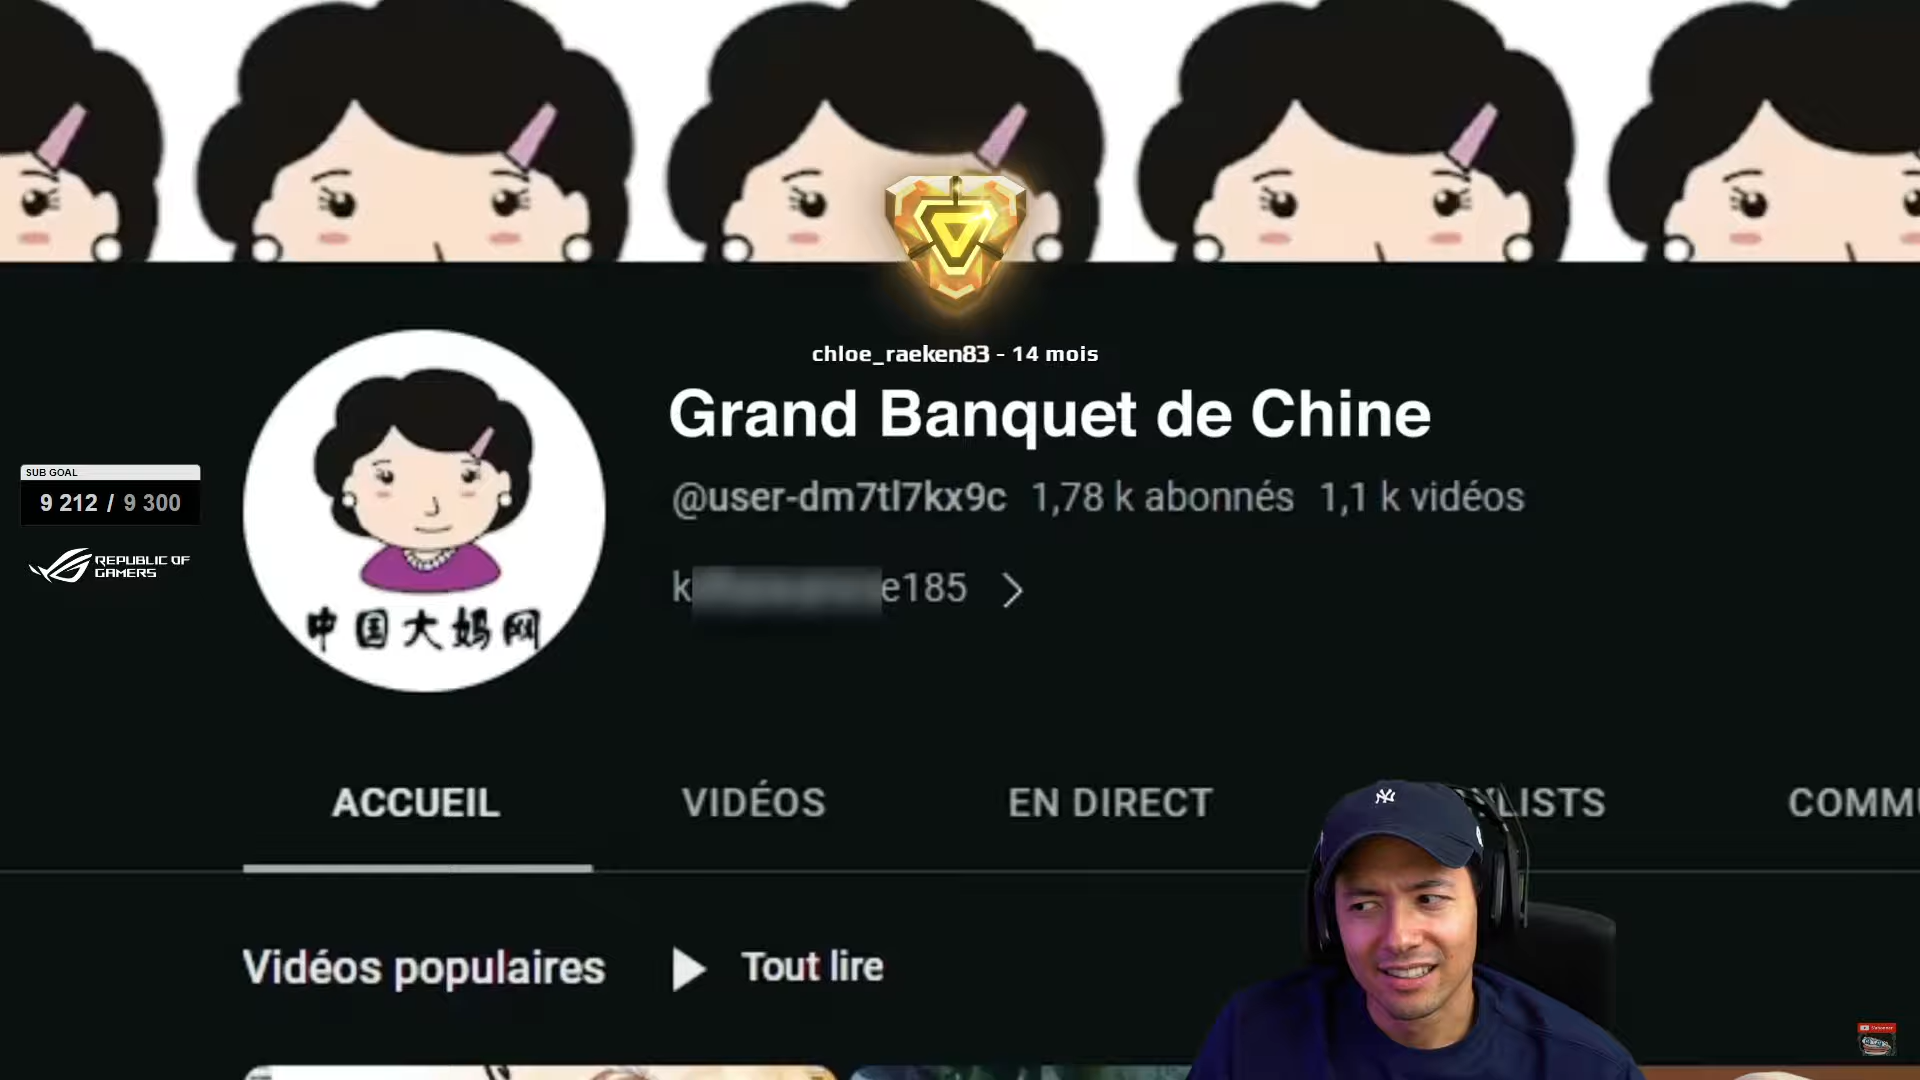 chloe_raeken83 - 14 mois
Grand Banquet de Chine
@user-dm7tl7kx9c 1,78 k abonnés 1,1 k vidéos
SUB GOAL
9 212 / 9 300
REPUBLIC OF
GAMERS
e185
中国大妈网
ACCUEIL VIDÉOS EN DIRECT LISTS COMM
Vidéos populaires Tout lire